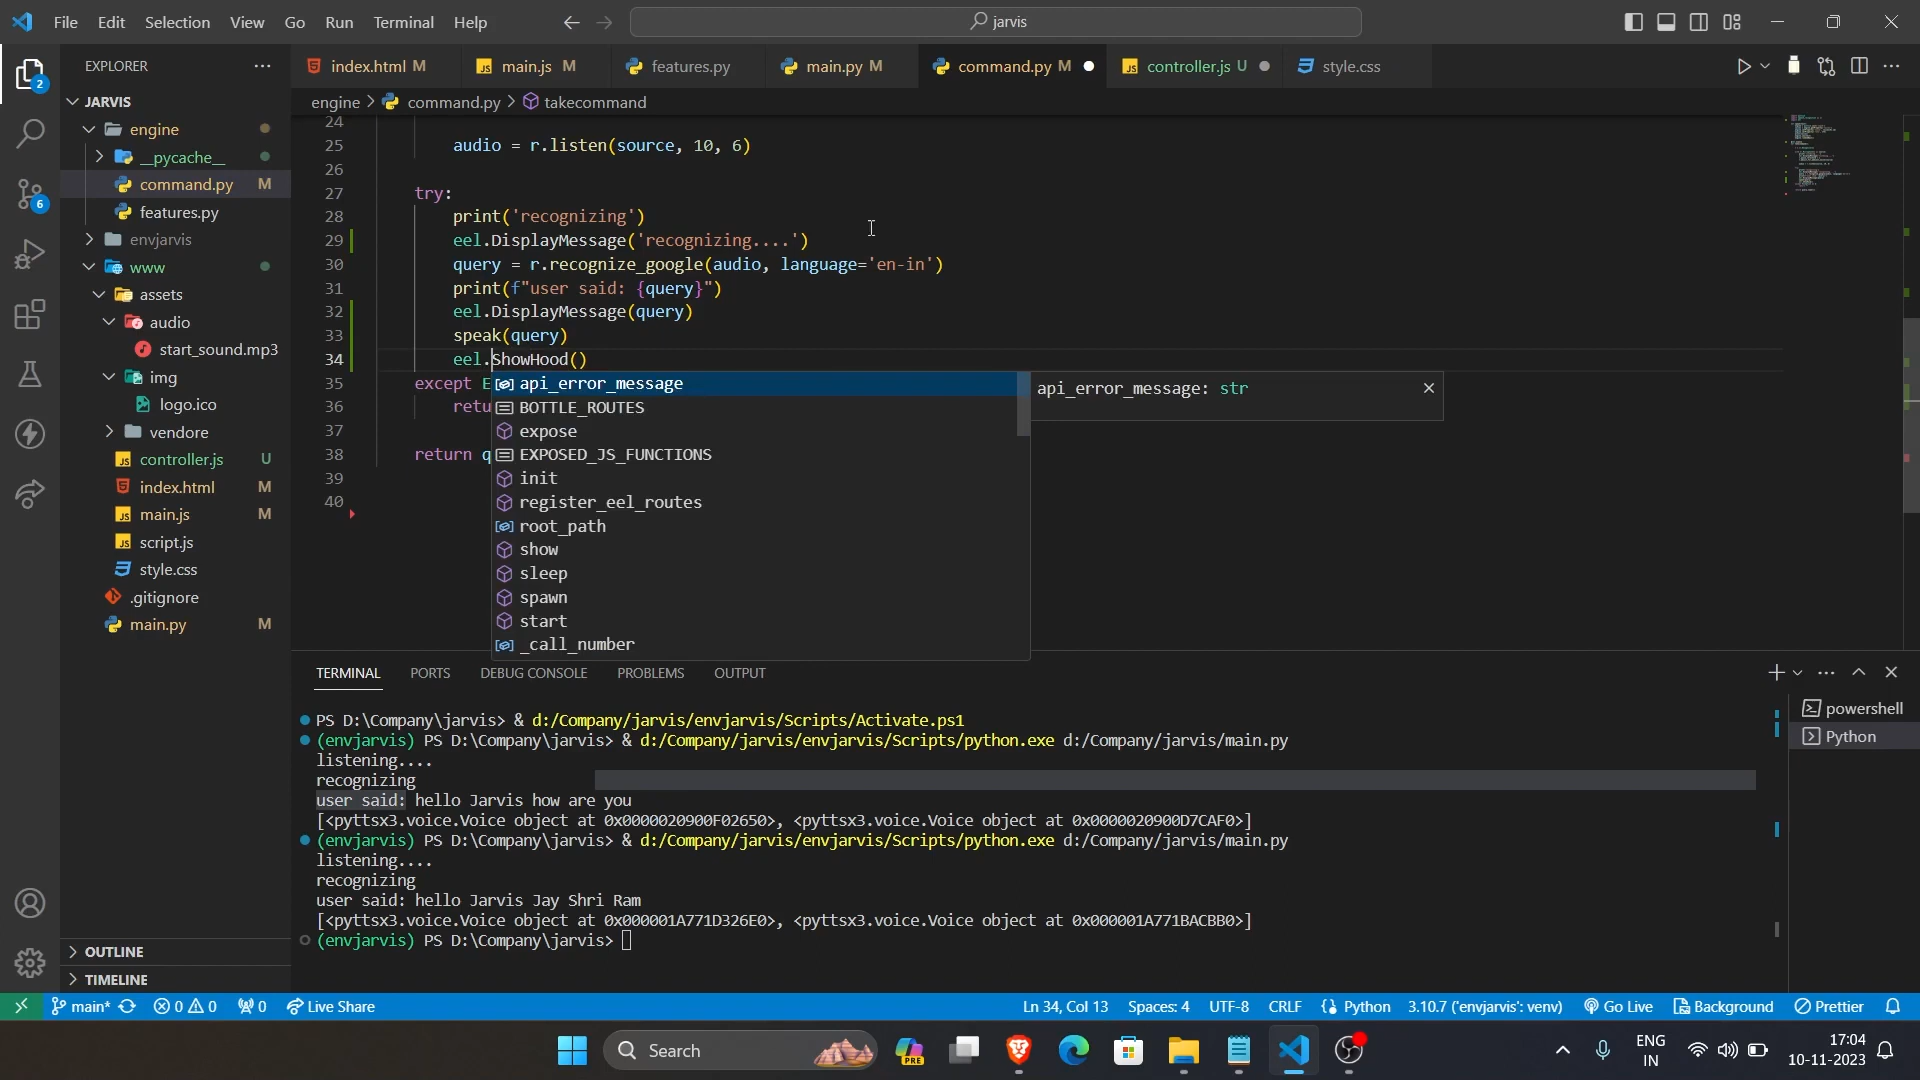 File Edit Selection View Go Run Terminal Help
jarvis
EXPLORER
index.html M
main.js M
features.py
main.py M
command.py M
controller.js U
style.css
engine > command.py > takecommand
JARVIS
engine
__pycache__
command.py M
features.py
envjarvis
www
assets
audio
start_sound.mp3
img
logo.ico
vendore
controller.js U
index.html M
main.js M
script.js
style.css
.gitignore
main.py M
OUTLINE
TIMELINE
2
6
24
25 audio = r.listen(source, 10, 6)
26
27 try:
28 print('recognizing')
29 eel.DisplayMessage('recognizing....')
30 query = r.recognize_google(audio, language='en-in')
31 print(f"user said: {query}")
32 eel.DisplayMessage(query)
33 speak(query)
34 eel.ShowHood()
35 except E
36 retu
37
38 return q
39
40
api_error_message
BOTTLE_ROUTES
expose
EXPOSED_JS_FUNCTIONS
init
register_eel_routes
root_path
show
sleep
spawn
start
_call_number
api_error_message: str
TERMINAL PORTS DEBUG CONSOLE PROBLEMS OUTPUT
powershell
Python
PS D:\Company\jarvis> & d:/Company/jarvis/envjarvis/Scripts/Activate.ps1
(envjarvis) PS D:\Company\jarvis> & d:/Company/jarvis/envjarvis/Scripts/python.exe d:/Company/jarvis/main.py
listening....
recognizing
user said: hello Jarvis how are you
[<pyttsx3.voice.Voice object at 0x0000020900F02650>, <pyttsx3.voice.Voice object at 0x0000020900D7CAF0>]
(envjarvis) PS D:\Company\jarvis> & d:/Company/jarvis/envjarvis/Scripts/python.exe d:/Company/jarvis/main.py
listening....
recognizing
user said: hello Jarvis Jay Shri Ram
[<pyttsx3.voice.Voice object at 0x000001A771D326E0>, <pyttsx3.voice.Voice object at 0x000001A771BACBB0>]
(envjarvis) PS D:\Company\jarvis>
main* 0 0 0 Live Share Ln 34, Col 13 Spaces: 4 UTF-8 CRLF Python 3.10.7 ('envjarvis': venv) Go Live Background Prettier
Search
PRE
ENG
IN
17:04
10-11-2023